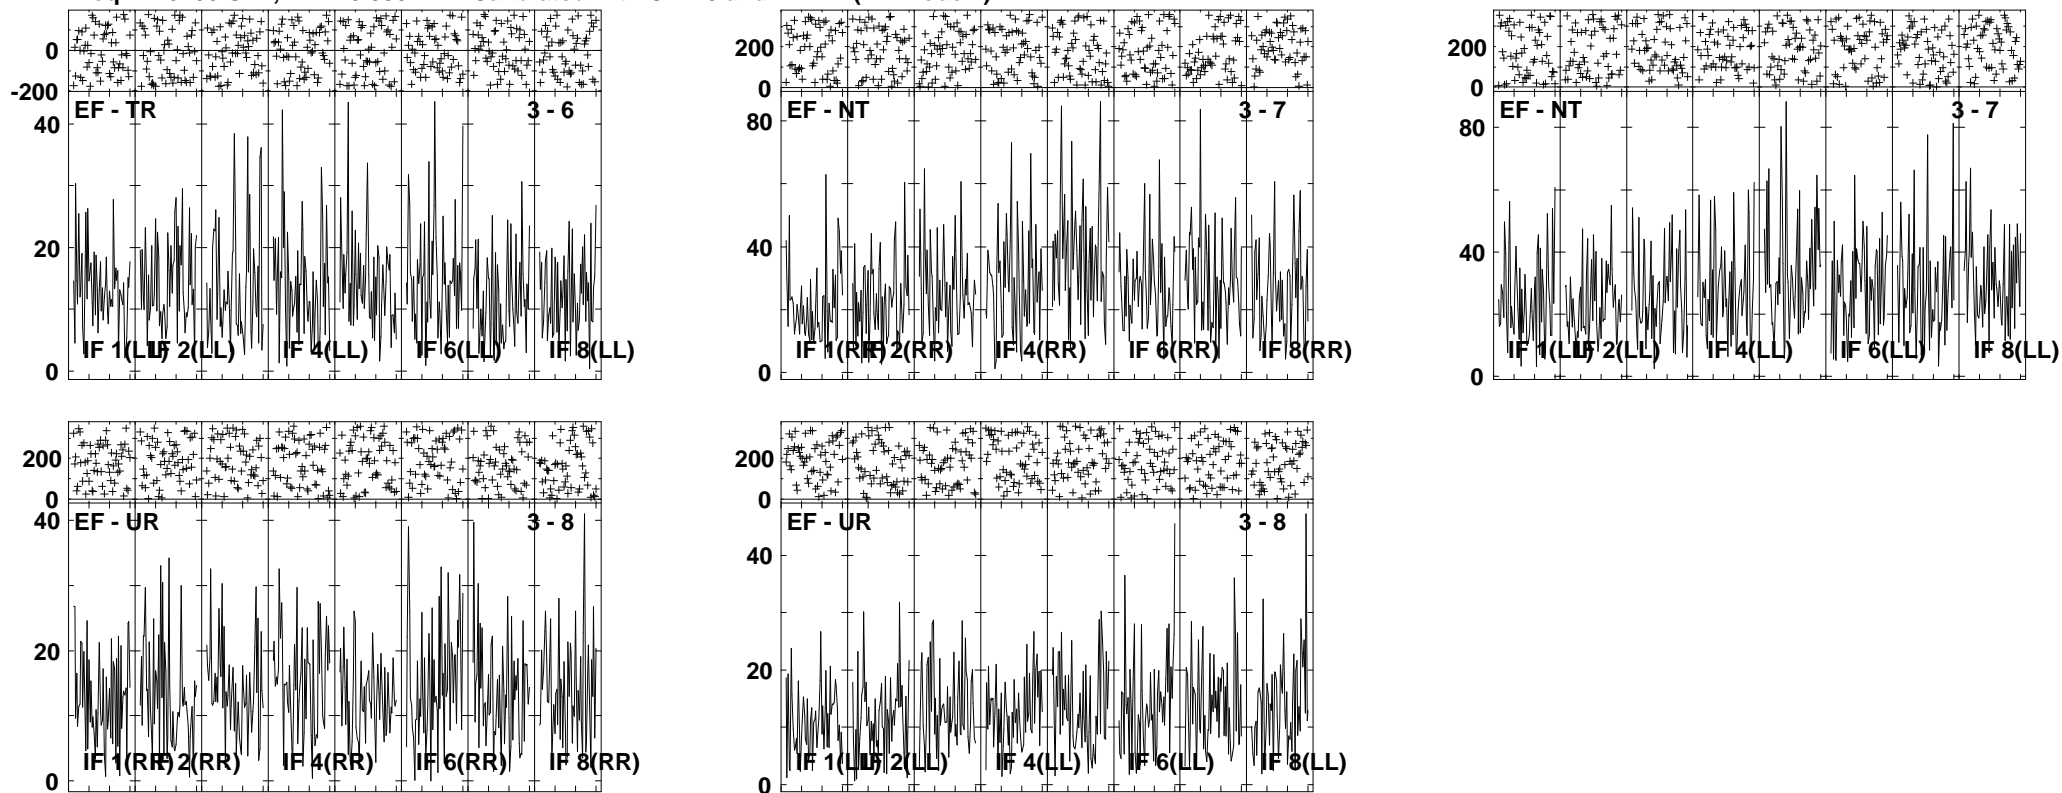 0
-200
EF - TR
3 - 6
40
20
0
IF 1(LL)
IF 2(LL)
IF 4(LL)
IF 6(LL)
IF 8(LL)
200
0
EF - NT
3 - 7
80
40
0
IF 1(RR)
IF 2(RR)
IF 4(RR)
IF 6(RR)
IF 8(RR)
200
0
EF - NT
3 - 7
80
40
0
IF 1(LL)
IF 2(LL)
IF 4(LL)
IF 6(LL)
IF 8(LL)
200
0
EF - UR
3 - 8
40
20
0
IF 1(RR)
IF 2(RR)
IF 4(RR)
IF 6(RR)
IF 8(RR)
200
0
EF - UR
3 - 8
40
20
0
IF 1(LL)
IF 2(LL)
IF 4(LL)
IF 6(LL)
IF 8(LL)